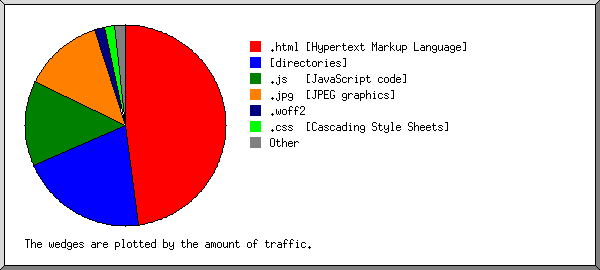 .html [Hypertext Markup Language]
[directories]
.js [JavaScript code]
.jpg [JPEG graphics]
.woff2
.css [Cascading Style Sheets]
Other
The wedges are plotted by the amount of traffic.